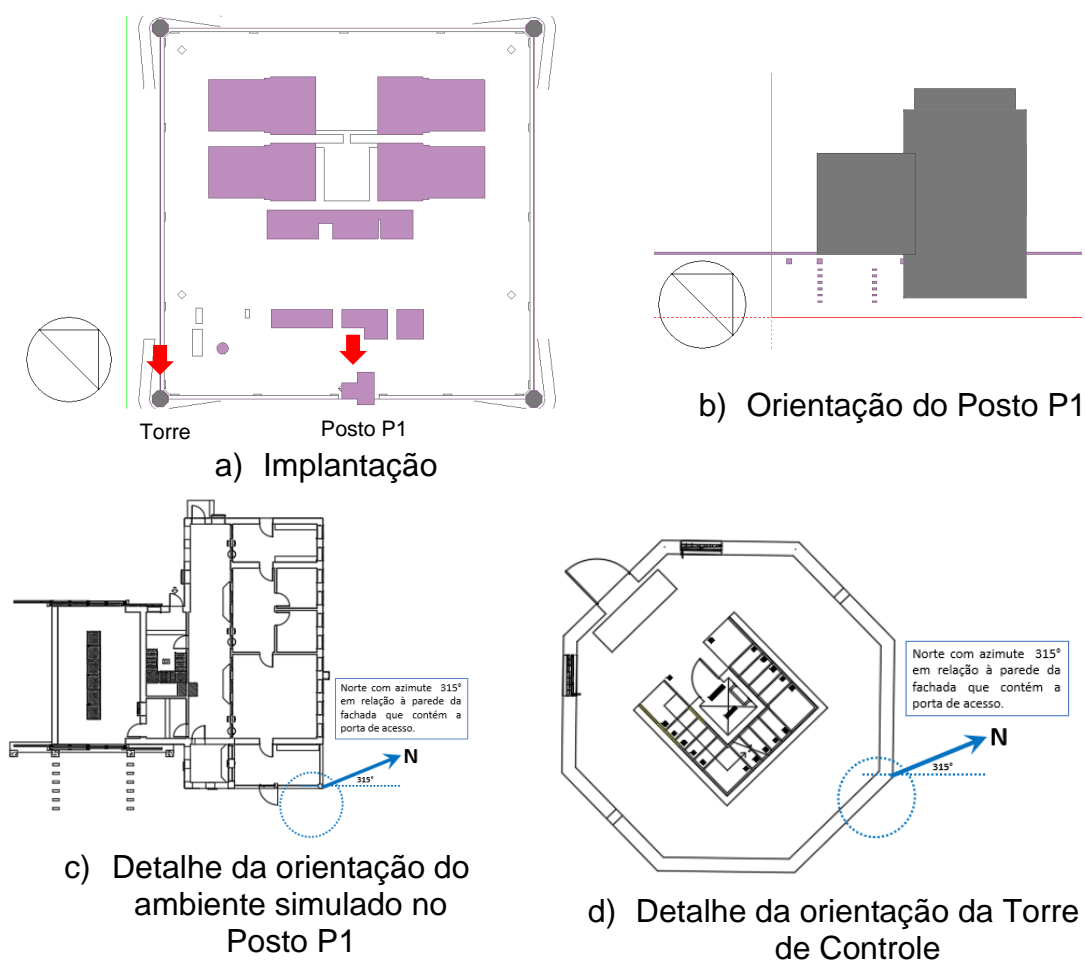 Torre
Posto P1
a) Implantação
b) Orientação do Posto P1
Norte com azimute 315°
em relação à parede da
fachada que contém a
porta de acesso.
N
315°
c) Detalhe da orientação do
ambiente simulado no
Posto P1
Norte com azimute 315°
em relação à parede da
fachada que contém a
porta de acesso.
N
315°
d) Detalhe da orientação da Torre
de Controle